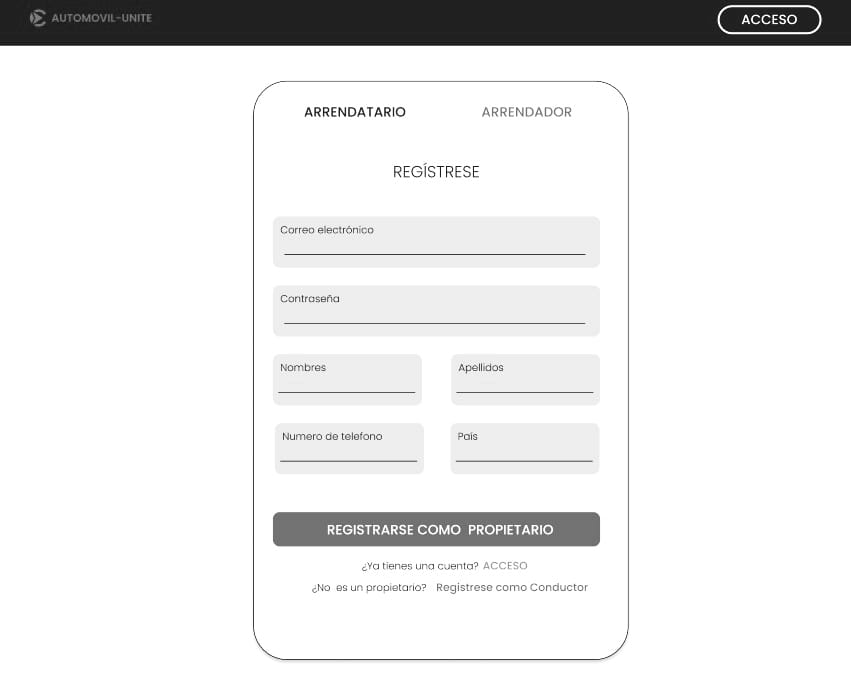 AUTOMOVIL-UNITE
ACCESO
ARRENDATARIO ARRENDADOR
REGÍSTRESE
Correo electrónico
Contraseña
Nombres Apellidos
Numero de telefono País
REGISTRARSE COMO PROPIETARIO
¿Ya tienes una cuenta? ACCESO
¿No es un propietario? Registrese como Conductor